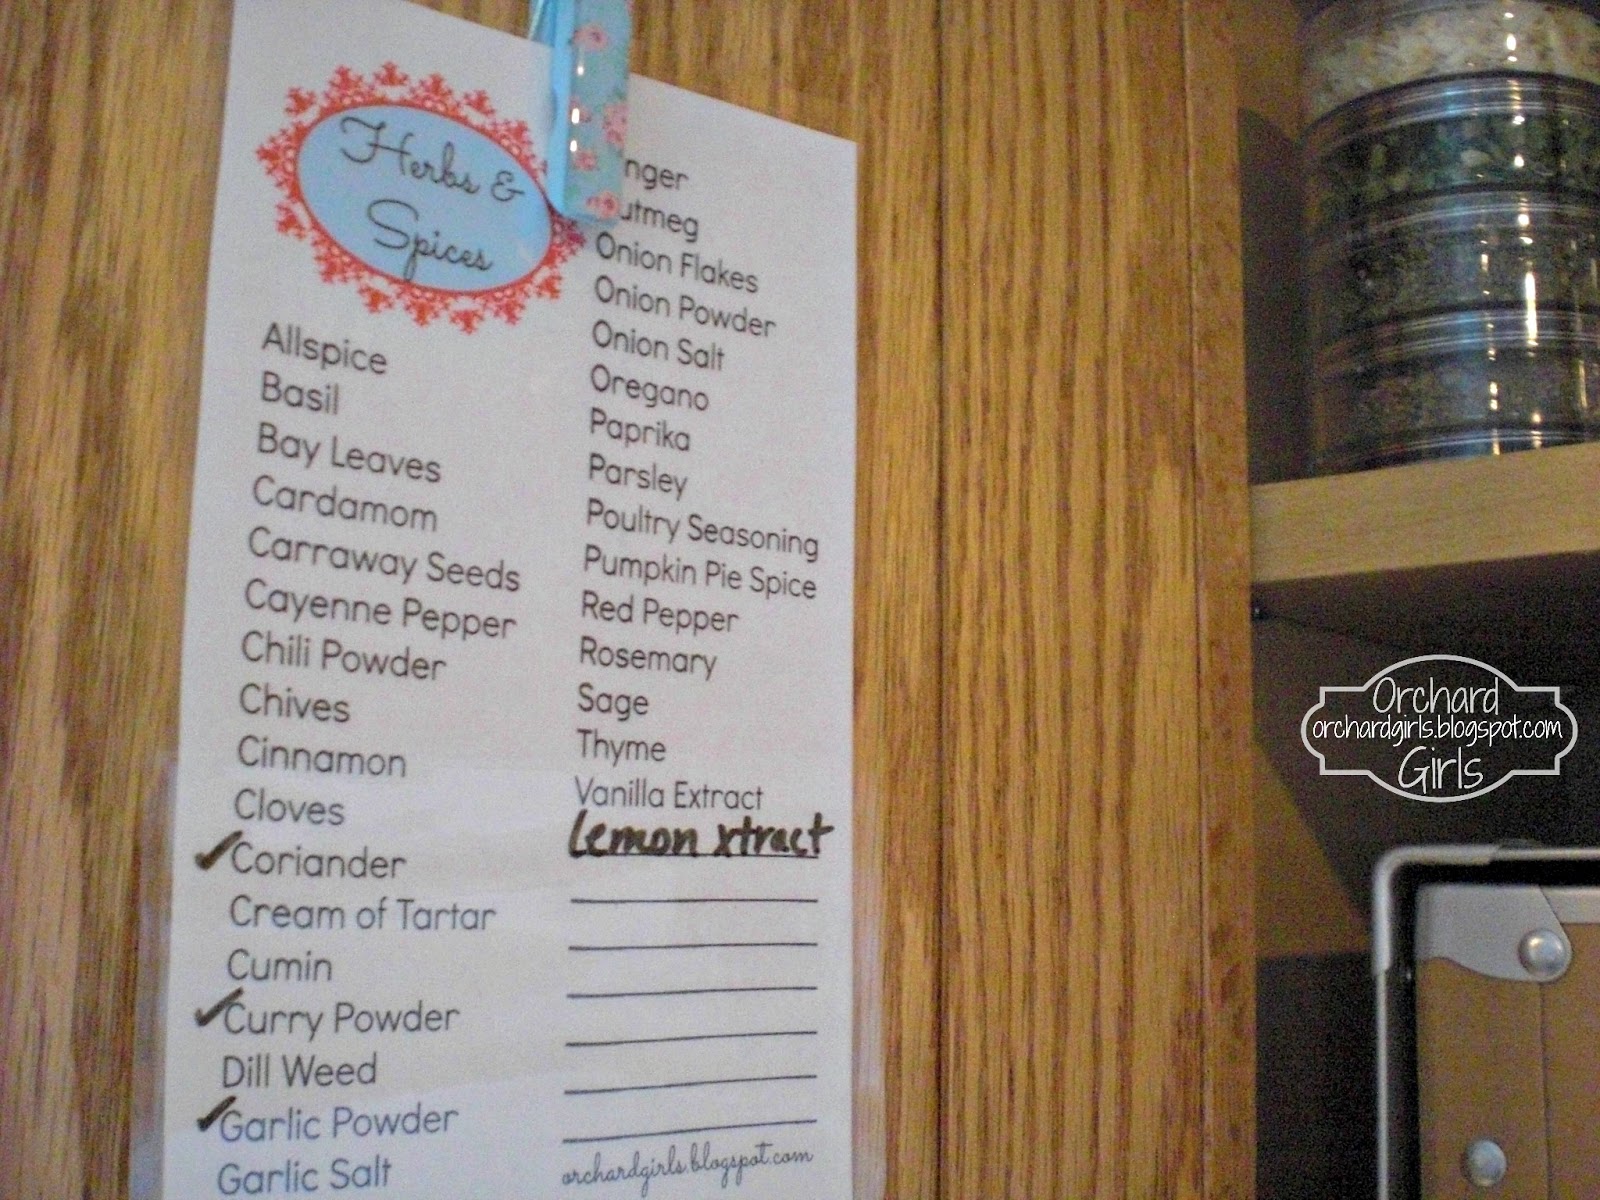 Herbs &
Spices
Allspice
Basil
Bay Leaves
Cardamom
Carraway Seeds
Cayenne Pepper
Chili Powder
Chives
Cinnamon
Cloves
Coriander
Cream of Tartar
Cumin
Curry Powder
Dill Weed
Garlic Powder
Garlic Salt
nger
utmeg
Onion Flakes
Onion Powder
Onion Salt
Oregano
Paprika
Parsley
Poultry Seasoning
Pumpkin Pie Spice
Red Pepper
Rosemary
Sage
Thyme
Vanilla Extract
lemon xtract
orchardgirls.blogspot.com
Orchard
orchardgirls.blogspot.com
Girls